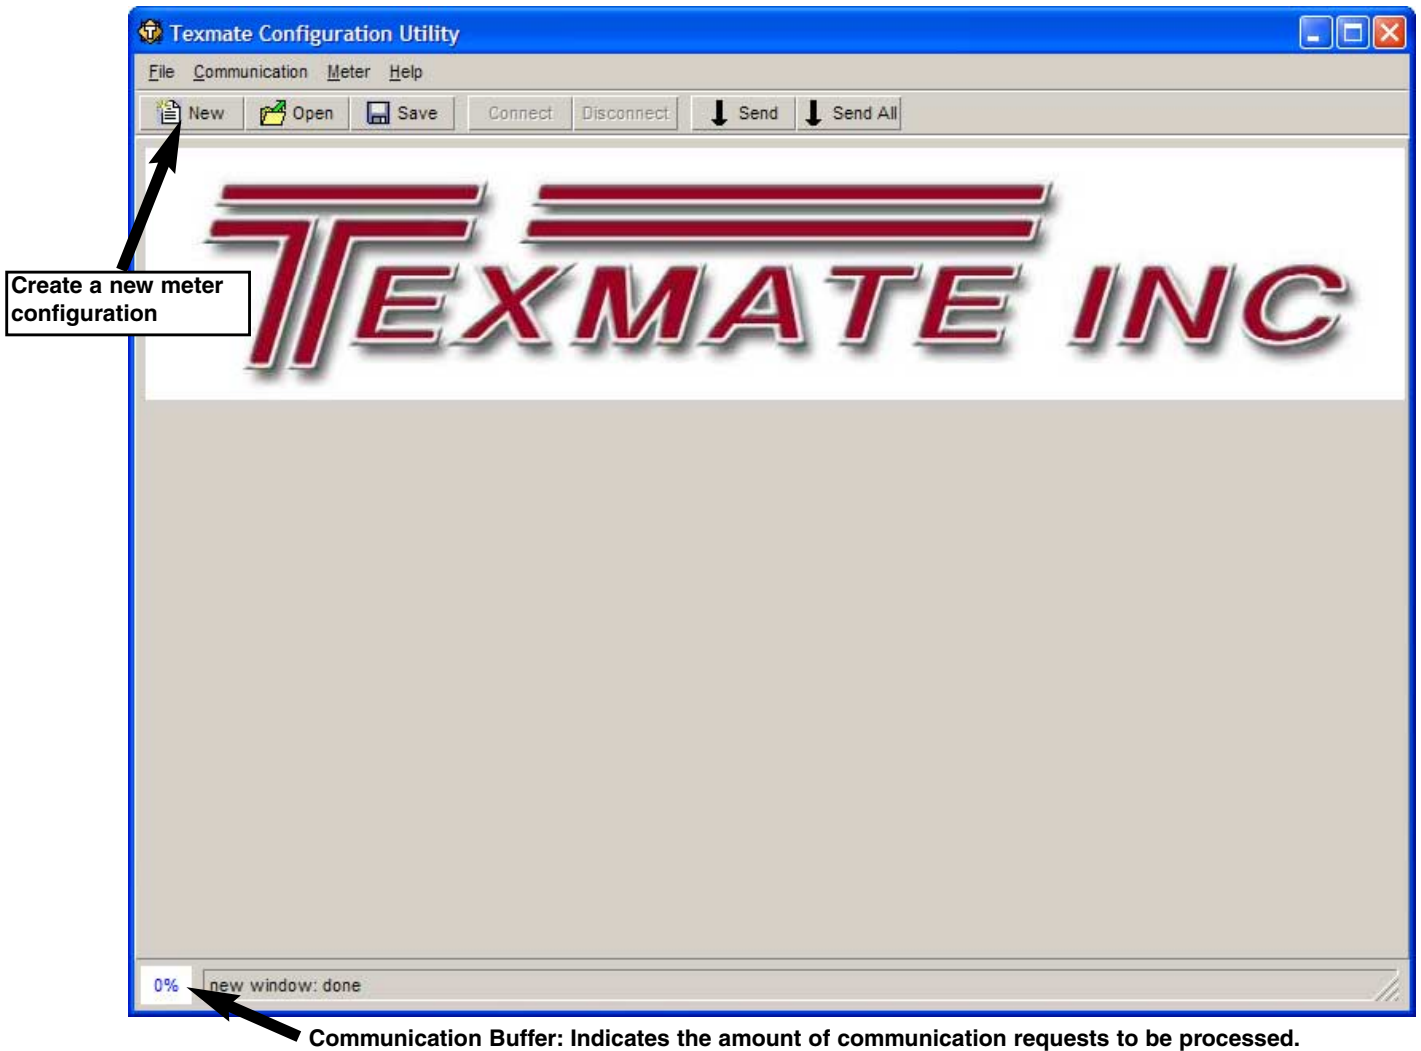 Texmate Configuration Utility
File Communication Meter Help
New Open Save Connect Disconnect Send Send All
TEXMATE INC
Create a new meter
configuration
0% new window: done
Communication Buffer: Indicates the amount of communication requests to be processed.